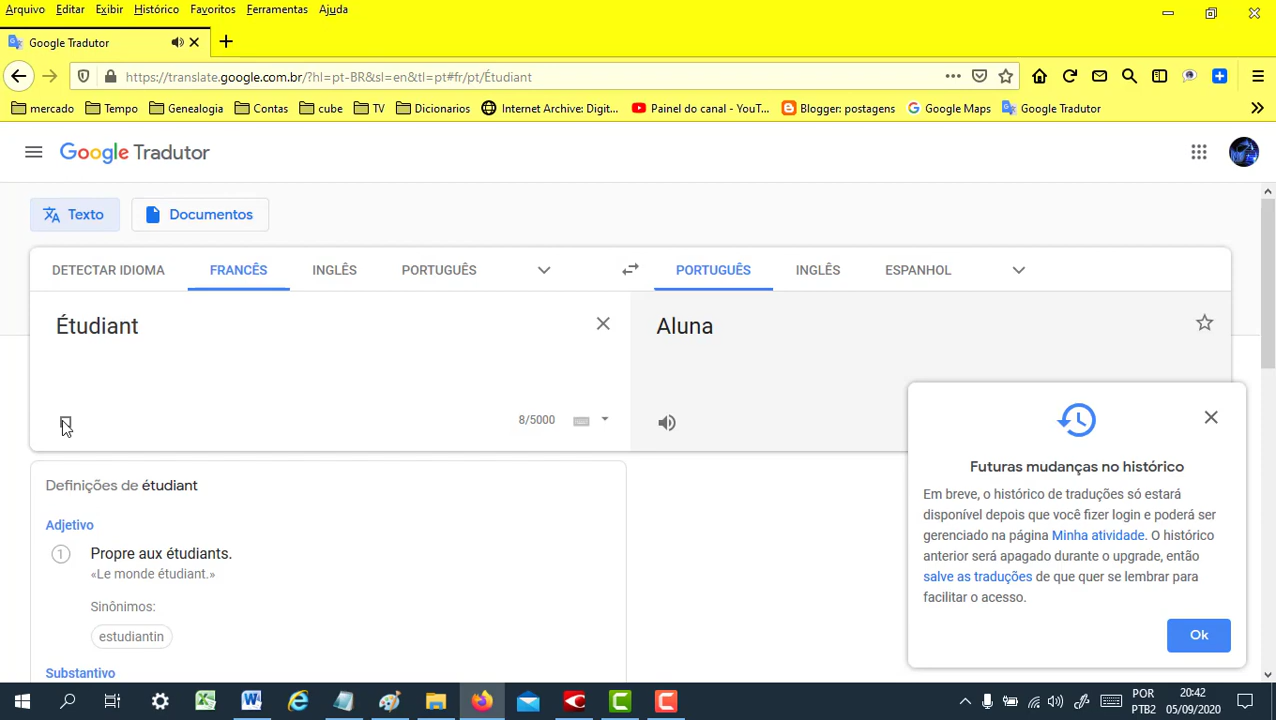 Arquivo Editar Exibir Histórico Favoritos Ferramentas Ajuda
Google Tradutor
https://translate.google.com.br/?hl=pt-BR&sl=en&tl=pt#fr/pt/Étudiant
mercado Tempo Genealogia Contas cube TV Dicionarios Internet Archive: Digit... Painel do canal - YouT... Blogger: postagens Google Maps Google Tradutor
Google Tradutor
Texto Documentos
DETECTAR IDIOMA FRANCÊS INGLÊS PORTUGUÊS PORTUGUÊS INGLÊS ESPANHOL
Étudiant Aluna
8/5000
Definições de étudiant
Adjetivo
1 Propre aux étudiants.
«Le monde étudiant.»
Sinônimos:
estudiantin
Substantivo
Futuras mudanças no histórico
Em breve, o histórico de traduções só estará
disponível depois que você fizer login e poderá ser
gerenciado na página Minha atividade. O histórico
anterior será apagado durante o upgrade, então
salve as traduções de que quer se lembrar para
facilitar o acesso.
Ok
POR 20:42
PTB2 05/09/2020